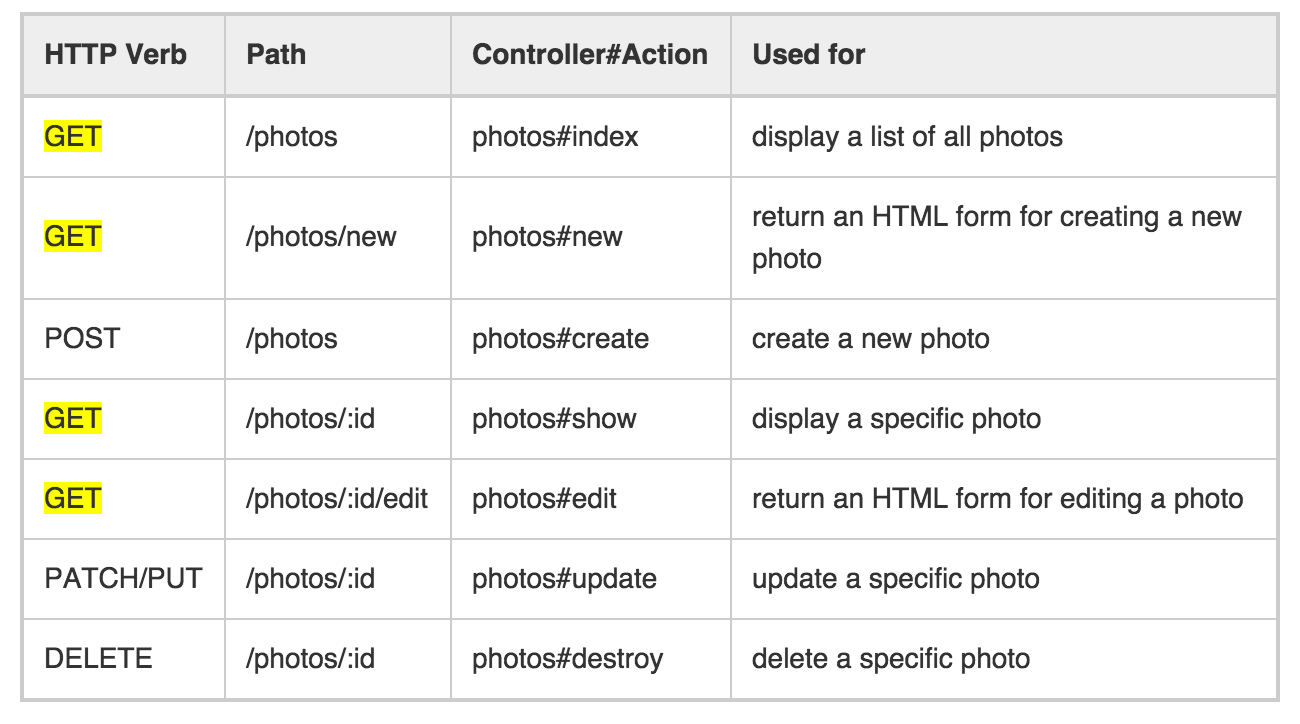 HTTP Verb Path Controller#Action Used for
GET /photos photos#index display a list of all photos
GET /photos/new photos#new return an HTML form for creating a new
photo
POST /photos photos#create create a new photo
GET /photos/:id photos#show display a specific photo
GET /photos/:id/edit photos#edit return an HTML form for editing a photo
PATCH/PUT /photos/:id photos#update update a specific photo
DELETE /photos/:id photos#destroy delete a specific photo